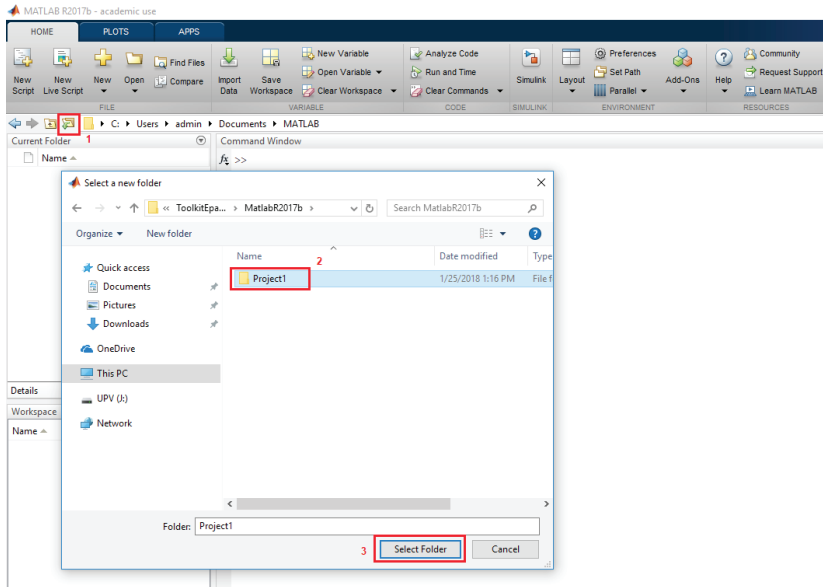 MATLAB R2017b - academic use
HOME PLOTS APPS
New Script
New Live Script
New
Open
Find Files
Compare
Import Data
Save Workspace
New Variable
Open Variable
Clear Workspace
Analyze Code
Run and Time
Clear Commands
Simulink
Layout
Preferences
Set Path
Parallel
Add-Ons
Help
Community
Request Support
Learn MATLAB
FILE VARIABLE CODE SIMULINK ENVIRONMENT RESOURCES
C: Users admin Documents MATLAB
1
Current Folder
Name
Command Window
fx >>
Select a new folder
« ToolkitEpa... > MatlabR2017b >
Search MatlabR2017b
Organize
New folder
Name Date modified Type
2
Project1 1/25/2018 1:16 PM File f
Quick access
Documents
Pictures
Downloads
OneDrive
This PC
UPV (J:)
Network
Details
Workspace
Name
Folder: Project1
3
Select Folder Cancel